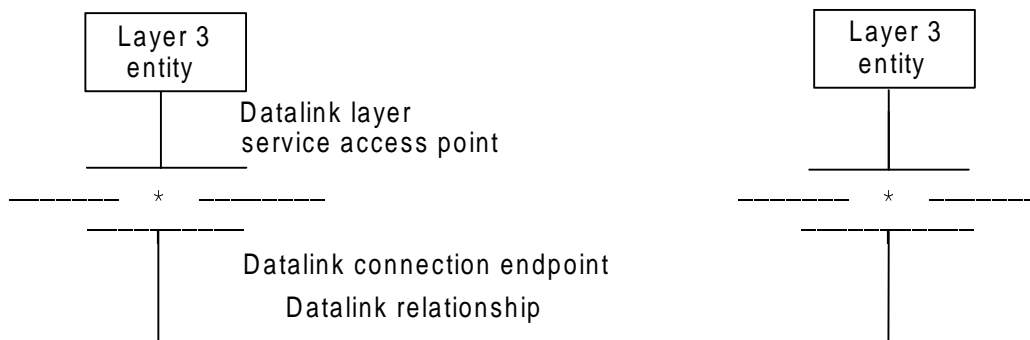 Layer 3
entity
Layer 3
entity
Datalink layer
service access point
*
*
Datalink connection endpoint
Datalink relationship